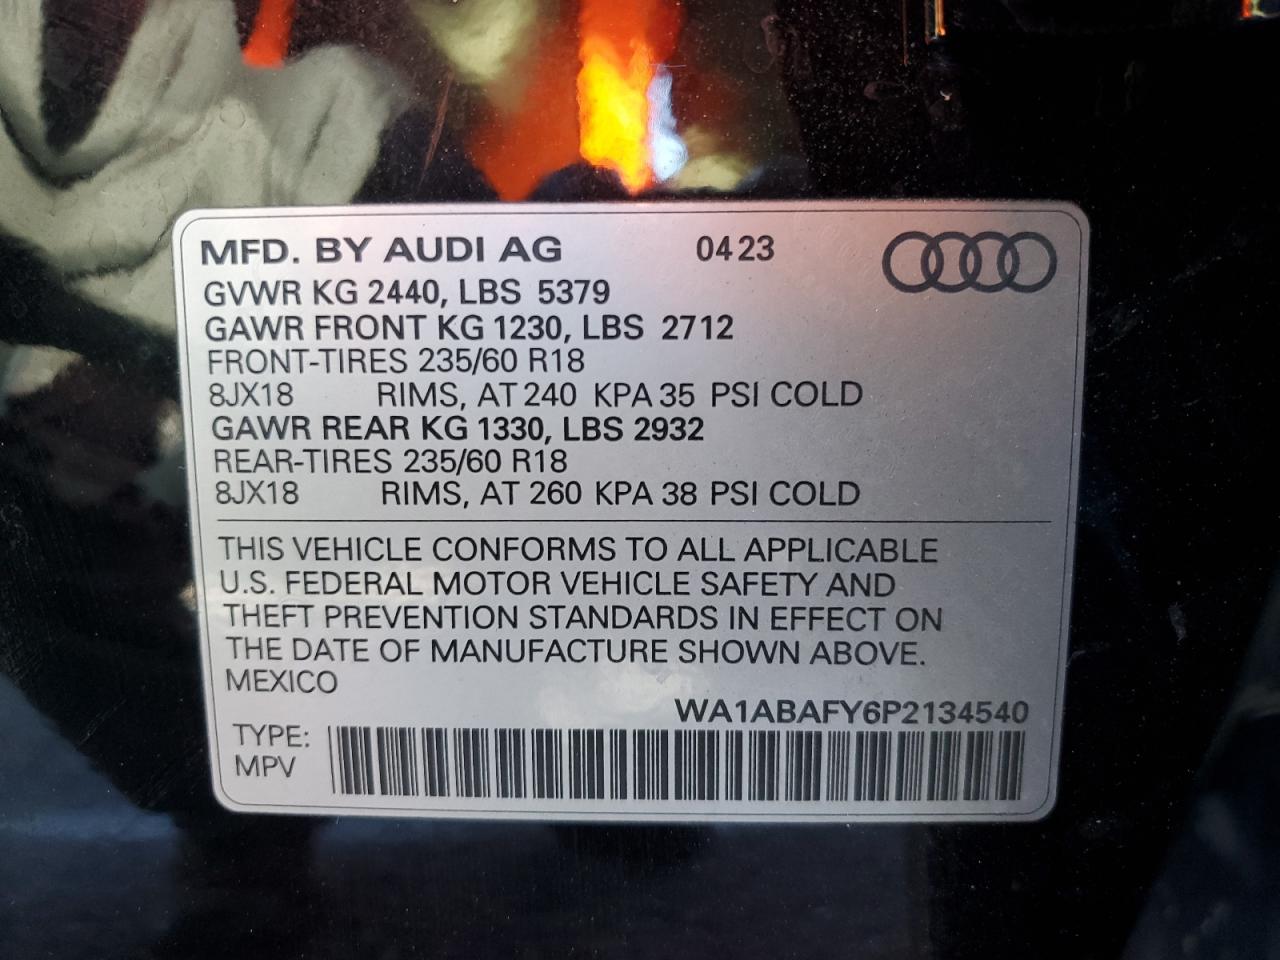 MFD. BY AUDI AG 0423
GVWR KG 2440, LBS 5379
GAWR FRONT KG 1230, LBS 2712
FRONT-TIRES 235/60 R18
8JX18 RIMS, AT 240 KPA 35 PSI COLD
GAWR REAR KG 1330, LBS 2932
REAR-TIRES 235/60 R18
8JX18 RIMS, AT 260 KPA 38 PSI COLD
THIS VEHICLE CONFORMS TO ALL APPLICABLE
U.S. FEDERAL MOTOR VEHICLE SAFETY AND
THEFT PREVENTION STANDARDS IN EFFECT ON
THE DATE OF MANUFACTURE SHOWN ABOVE.
MEXICO
WA1ABAFY6P2134540
TYPE:
MPV